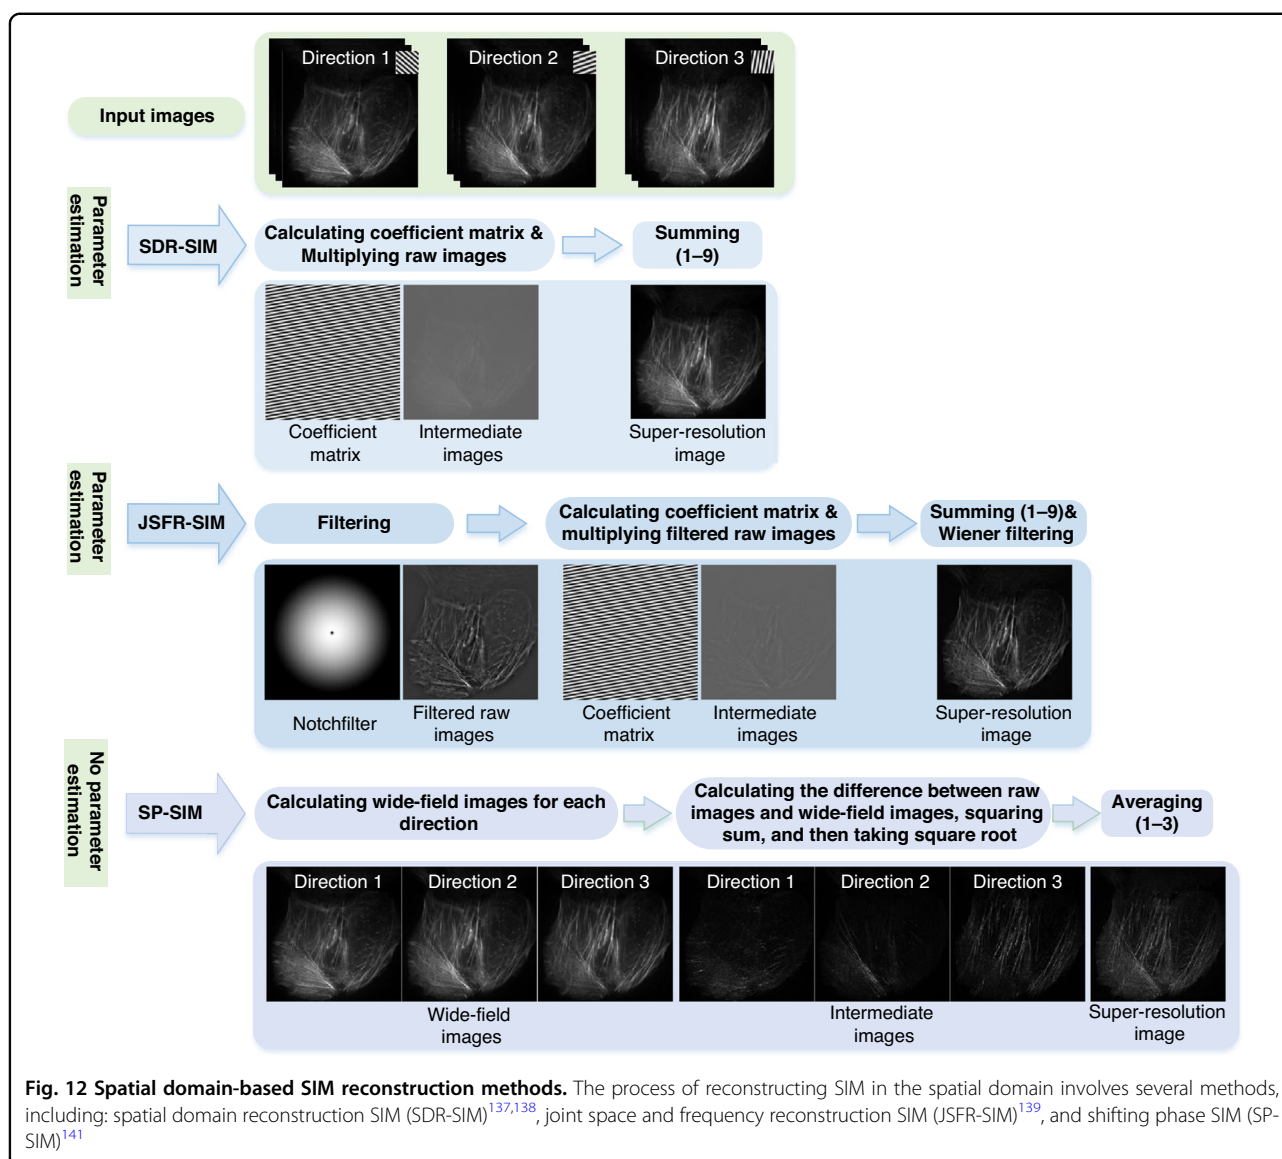 Direction 1
Direction 2
Direction 3
Input images
Parameter
estimation
SDR-SIM
Calculating coefficient matrix &
Multiplying raw images
Summing
(1–9)
Coefficient
matrix
Intermediate
images
Super-resolution
image
Parameter
estimation
JSFR-SIM
Filtering
Calculating coefficient matrix &
multiplying filtered raw images
Summing (1–9)&
Wiener filtering
Notchfilter
Filtered raw
images
Coefficient
matrix
Intermediate
images
Super-resolution
image
No parameter
estimation
SP-SIM
Calculating wide-field images for each
direction
Calculating the difference between raw
images and wide-field images, squaring
sum, and then taking square root
Averaging
(1–3)
Direction 1
Direction 2
Direction 3
Direction 1
Direction 2
Direction 3
Wide-field
images
Intermediate
images
Super-resolution
image
Fig. 12 Spatial domain-based SIM reconstruction methods. The process of reconstructing SIM in the spatial domain involves several methods,
including: spatial domain reconstruction SIM (SDR-SIM)137,138, joint space and frequency reconstruction SIM (JSFR-SIM)139, and shifting phase SIM (SP-
SIM)141